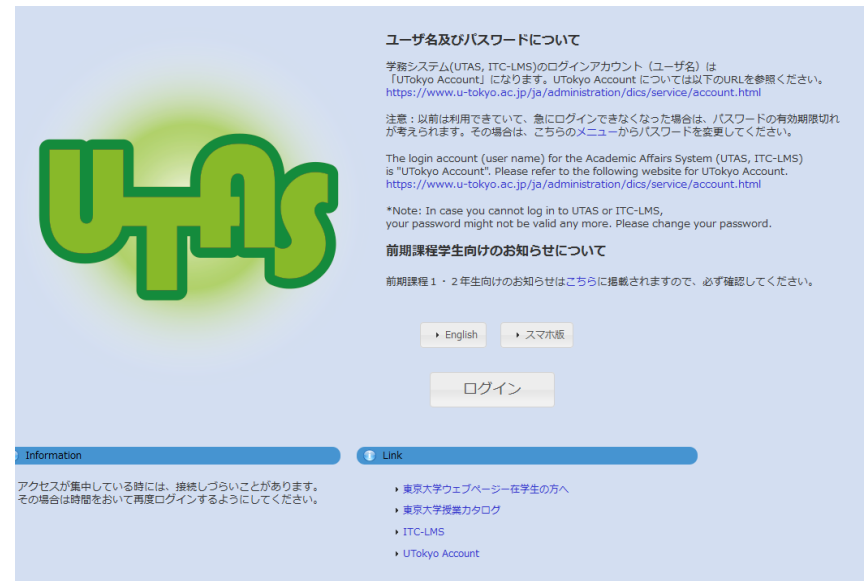 UTAS
ユーザ名及びパスワードについて
学務システム(UTAS, ITC-LMS)のログインアカウント（ユーザ名）は
「UTokyo Account」になります。UTokyo Account については以下のURLを参照ください。
https://www.u-tokyo.ac.jp/ja/administration/dics/service/account.html
注意：以前は利用できていて、急にログインできなくなった場合は、パスワードの有効期限切れ
が考えられます。その場合は、こちらのメニューからパスワードを変更してください。
The login account (user name) for the Academic Affairs System (UTAS, ITC-LMS)
is "UTokyo Account". Please refer to the following website for UTokyo Account.
https://www.u-tokyo.ac.jp/ja/administration/dics/service/account.html
*Note: In case you cannot log in to UTAS or ITC-LMS,
your password might not be valid any more. Please change your password.
前期課程学生向けのお知らせについて
前期課程１・２年生向けのお知らせはこちらに掲載されますので、必ず確認してください。
English
スマホ版
ログイン
Information
アクセスが集中している時には、接続しづらいことがあります。
その場合は時間をおいて再度ログインするようにしてください。
Link
東京大学ウェブページー在学生の方へ
東京大学授業カタログ
ITC-LMS
UTokyo Account